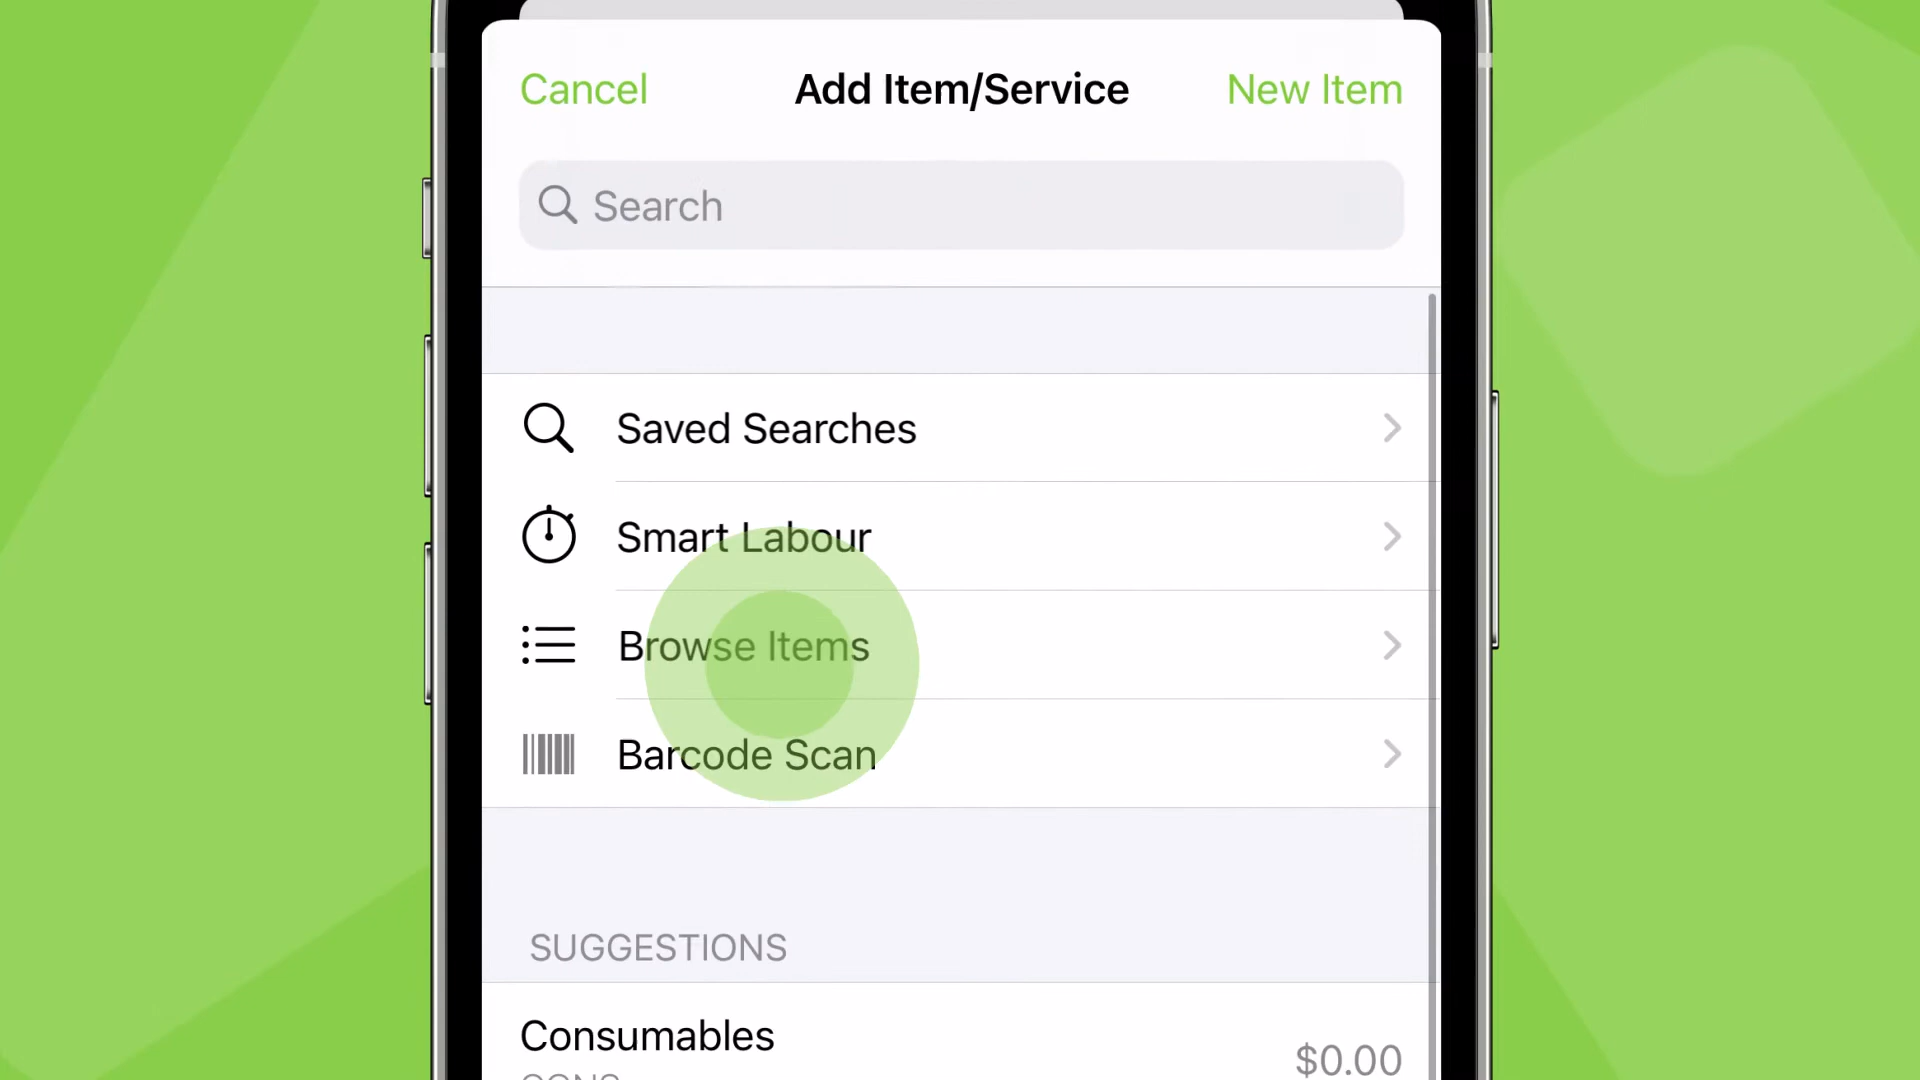 Cancel
Add Item/Service
New Item
Search
Saved Searches
Smart Labour
Browse Items
Barcode Scan
SUGGESTIONS
Consumables
$0.00